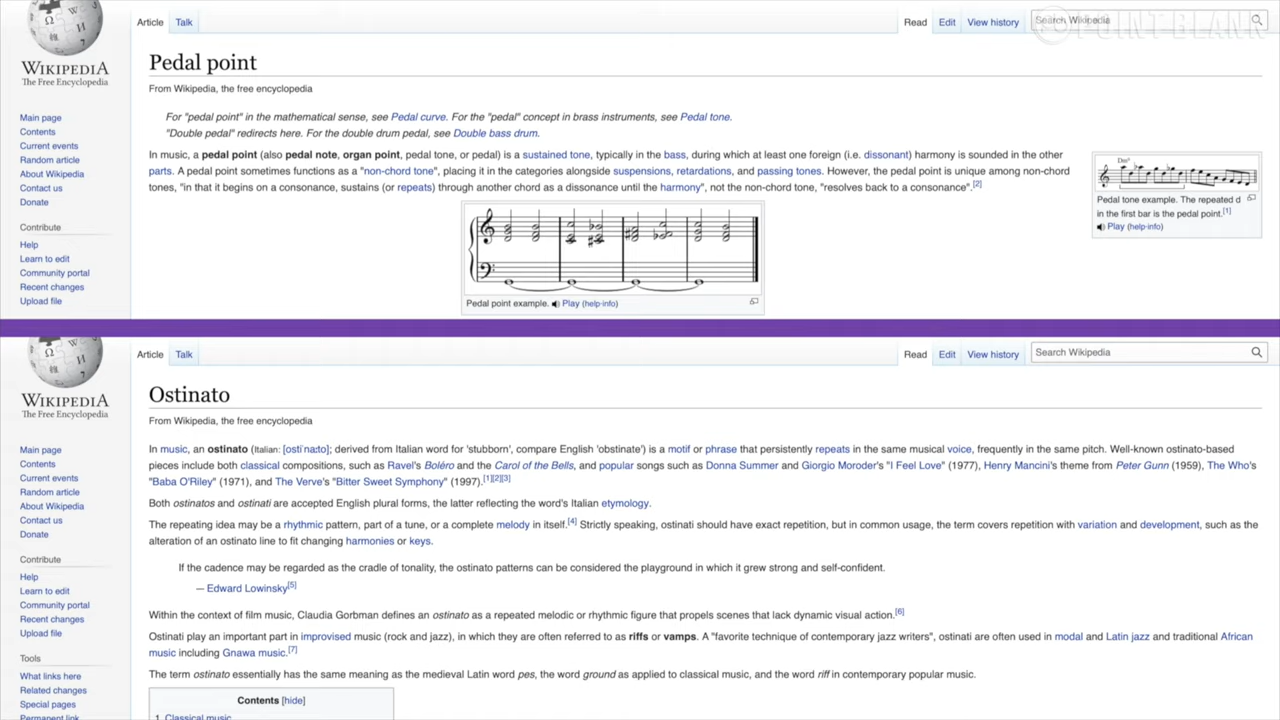 POINT BLANK
Article Talk Read Edit View history Search Wikipedia
WIKIPEDIA
The Free Encyclopedia
Pedal point
From Wikipedia, the free encyclopedia
Main page
Contents
Current events
Random article
About Wikipedia
Contact us
Donate
Contribute
Help
Learn to edit
Community portal
Recent changes
Upload file
For "pedal point" in the mathematical sense, see Pedal curve. For the "pedal" concept in brass instruments, see Pedal tone.
"Double pedal" redirects here. For the double drum pedal, see Double bass drum.
In music, a pedal point (also pedal note, organ point, pedal tone, or pedal) is a sustained tone, typically in the bass, during which at least one foreign (i.e. dissonant) harmony is sounded in the other
parts. A pedal point sometimes functions as a "non-chord tone", placing it in the categories alongside suspensions, retardations, and passing tones. However, the pedal point is unique among non-chord
tones, "in that it begins on a consonance, sustains (or repeats) through another chord as a dissonance until the harmony", not the non-chord tone, "resolves back to a consonance".[2]
Pedal point example. Play (help·info)
Pedal tone example. The repeated d
in the first bar is the pedal point.[1]
Play (help·info)
Article Talk Read Edit View history Search Wikipedia
WIKIPEDIA
The Free Encyclopedia
Ostinato
From Wikipedia, the free encyclopedia
Main page
Contents
Current events
Random article
About Wikipedia
Contact us
Donate
Contribute
Help
Learn to edit
Community portal
Recent changes
Upload file
Tools
What links here
Related changes
Special pages
Permanent link
In music, an ostinato (Italian: [osti'nato]; derived from Italian word for 'stubborn', compare English 'obstinate') is a motif or phrase that persistently repeats in the same musical voice, frequently in the same pitch. Well-known ostinato-based
pieces include both classical compositions, such as Ravel's Boléro and the Carol of the Bells, and popular songs such as Donna Summer and Giorgio Moroder's "I Feel Love" (1977), Henry Mancini's theme from Peter Gunn (1959), The Who's
"Baba O'Riley" (1971), and The Verve's "Bitter Sweet Symphony" (1997).[1][2][3]
Both ostinatos and ostinati are accepted English plural forms, the latter reflecting the word's Italian etymology.
The repeating idea may be a rhythmic pattern, part of a tune, or a complete melody in itself.[4] Strictly speaking, ostinati should have exact repetition, but in common usage, the term covers repetition with variation and development, such as the
alteration of an ostinato line to fit changing harmonies or keys.
If the cadence may be regarded as the cradle of tonality, the ostinato patterns can be considered the playground in which it grew strong and self-confident.
— Edward Lowinsky[5]
Within the context of film music, Claudia Gorbman defines an ostinato as a repeated melodic or rhythmic figure that propels scenes that lack dynamic visual action.[6]
Ostinati play an important part in improvised music (rock and jazz), in which they are often referred to as riffs or vamps. A "favorite technique of contemporary jazz writers", ostinati are often used in modal and Latin jazz and traditional African
music including Gnawa music.[7]
The term ostinato essentially has the same meaning as the medieval Latin word pes, the word ground as applied to classical music, and the word riff in contemporary popular music.
Contents [hide]
1 Classical music